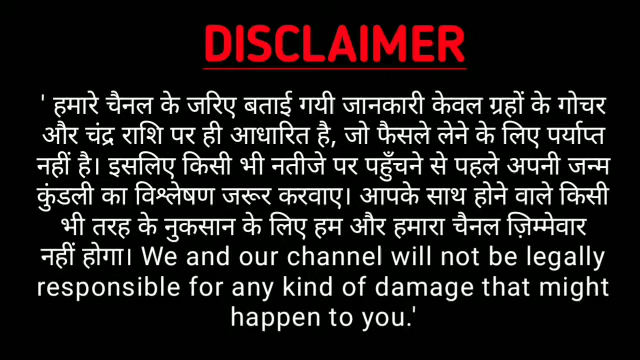 DISCLAIMER
' हमारे चैनल के जरिए बताई गयी जानकारी केवल ग्रहों के गोचर
और चंद्र राशि पर ही आधारित है, जो फैसले लेने के लिए पर्याप्त
नहीं है। इसलिए किसी भी नतीजे पर पहुँचने से पहले अपनी जन्म
कुंडली का विश्लेषण जरूर करवाए। आपके साथ होने वाले किसी
भी तरह के नुकसान के लिए हम और हमारा चैनल ज़िम्मेवार
नहीं होगा। We and our channel will not be legally
responsible for any kind of damage that might
happen to you.'